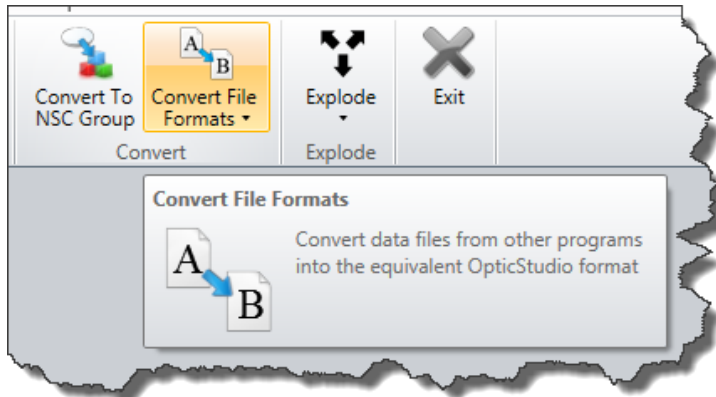 Convert To
NSC Group
Convert File
Formats
Explode
Exit
Convert
Explode
Convert File Formats
Convert data files from other programs
into the equivalent OpticStudio format
A
B
A
B